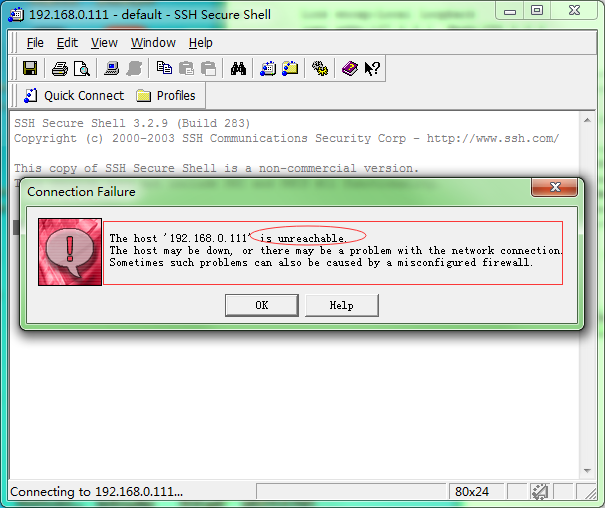 192.168.0.111 - default - SSH Secure Shell
File Edit View Window Help
Quick Connect Profiles
SSH Secure Shell 3.2.9 (Build 283)
Copyright (c) 2000-2003 SSH Communications Security Corp - http://www.ssh.com/
This copy of SSH Secure Shell is a non-commercial version.
Connection Failure
The host '192.168.0.111' is unreachable.
The host may be down, or there may be a problem with the network connection.
Sometimes such problems can also be caused by a misconfigured firewall.
OK Help
Connecting to 192.168.0.111...
80x24